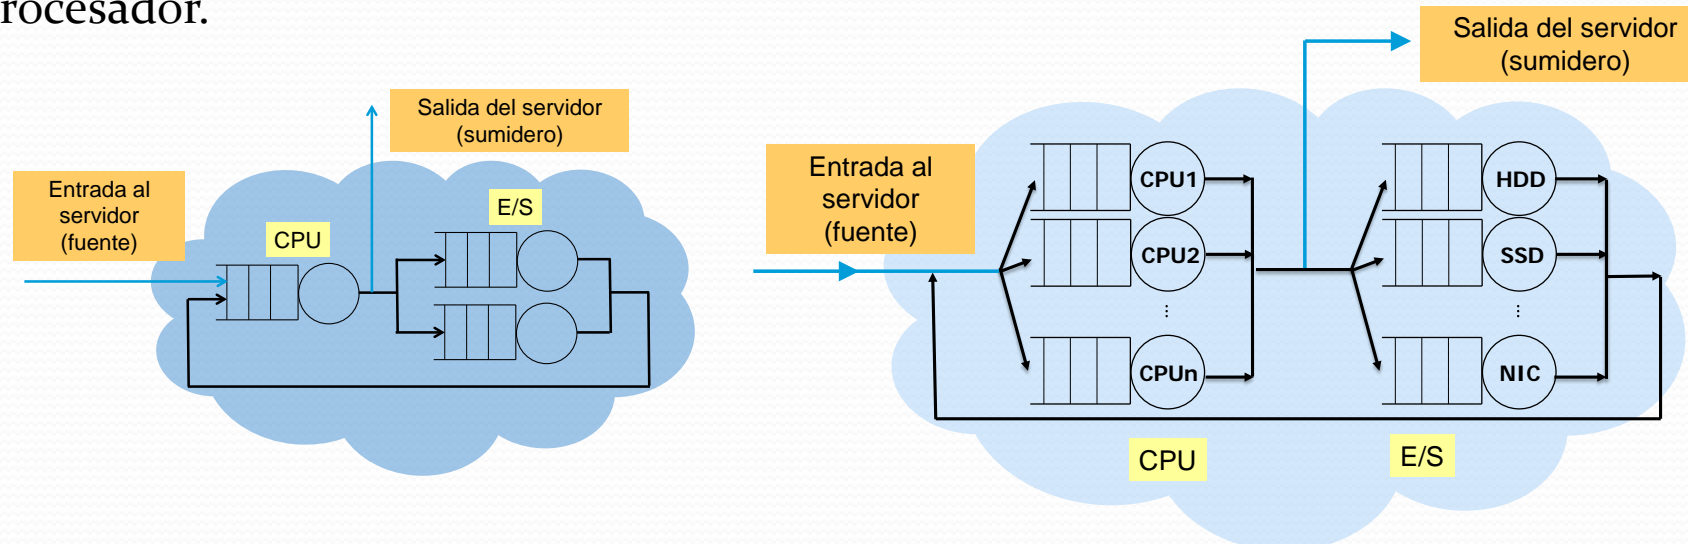 rocesador.
Entrada al
servidor
(fuente)
CPU
Salida del servidor
(sumidero)
E/S
Entrada al
servidor
(fuente)
Salida del servidor
(sumidero)
CPU1
CPU2
⋮
CPUn
HDD
SSD
⋮
NIC
CPU
E/S